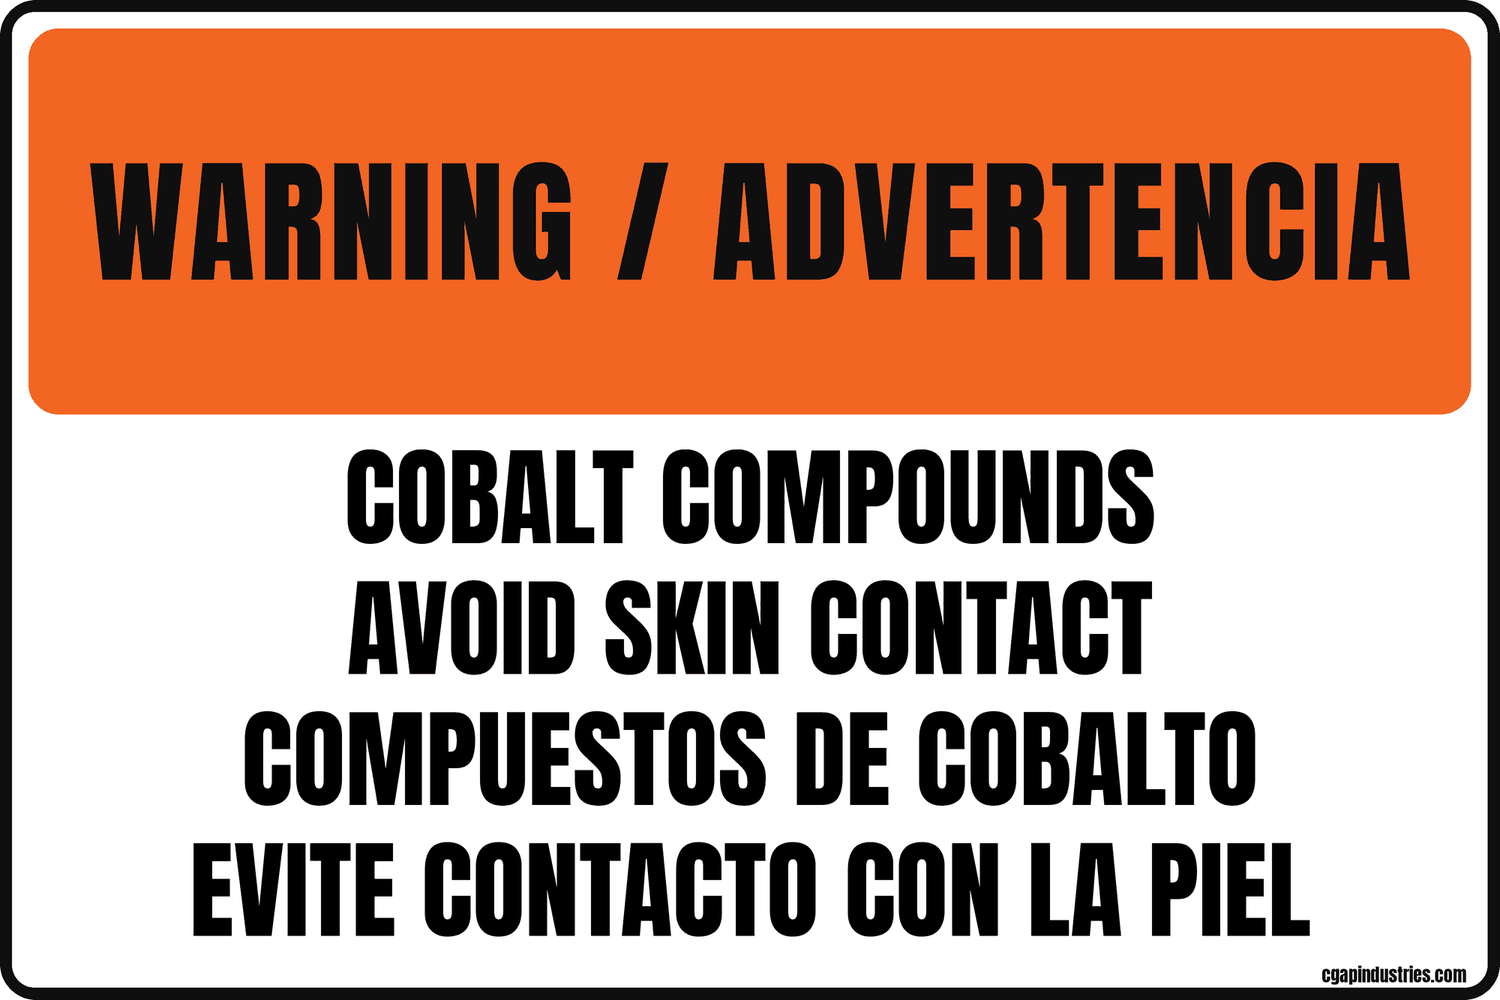 WARNING / ADVERTENCIA
COBALT COMPOUNDS
AVOID SKIN CONTACT
COMPUESTOS DE COBALTO
EVITE CONTACTO CON LA PIEL
cgapindustries.com